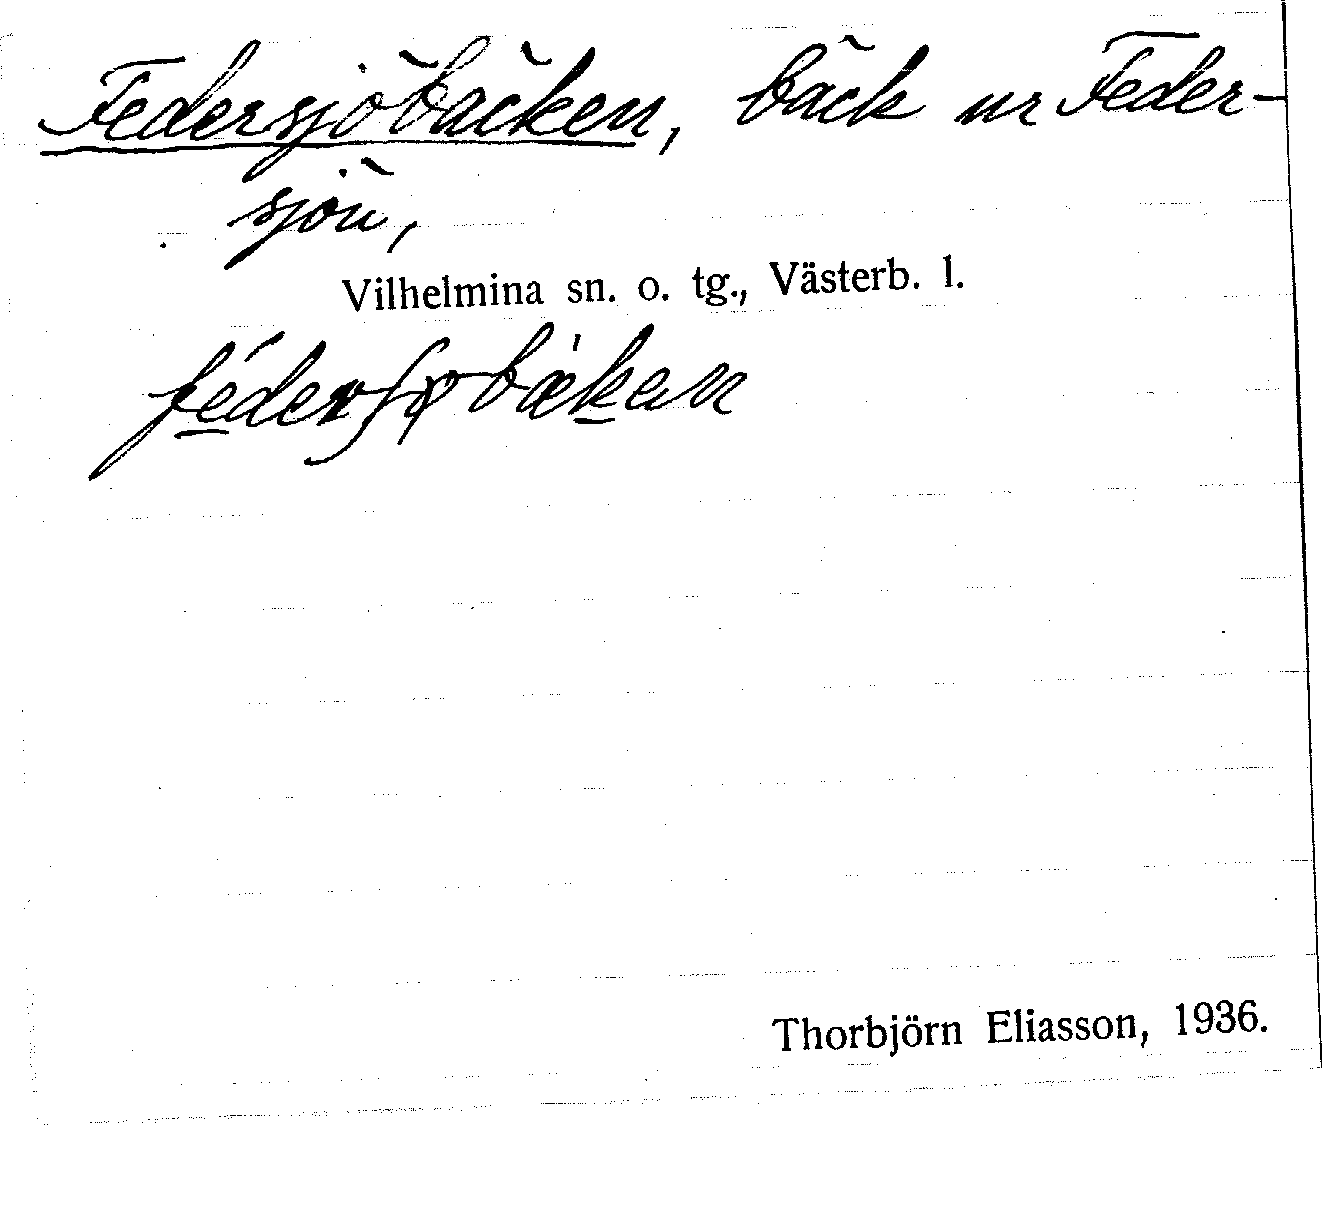 Federsjöbäcken, bäck ur Feder-
sjön,
Vilhelmina sn. o. tg., Västerb. l.
Thorbjörn Eliasson, 1936.